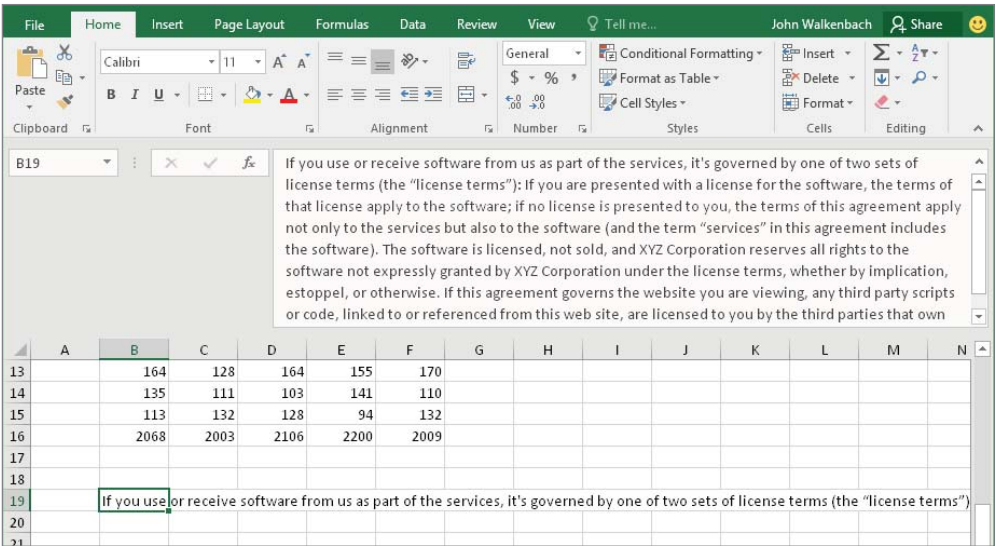 File Home Insert Page Layout Formulas Data Review View Tell me... John Walkenbach Share
Calibri 11 A A General Conditional Formatting Insert
Paste $ % , Format as Table Delete
B I U A .00 .0 Cell Styles Format
Clipboard Font Alignment Number Styles Cells Editing
B19 fx If you use or receive software from us as part of the services, it's governed by one of two sets of
license terms (the “license terms”): If you are presented with a license for the software, the terms of
that license apply to the software; if no license is presented to you, the terms of this agreement apply
not only to the services but also to the software (and the term “services” in this agreement includes
the software). The software is licensed, not sold, and XYZ Corporation reserves all rights to the
software not expressly granted by XYZ Corporation under the license terms, whether by implication,
estoppel, or otherwise. If this agreement governs the website you are viewing, any third party scripts
or code, linked to or referenced from this web site, are licensed to you by the third parties that own
A B C D E F G H I J K L M N
13 164 128 164 155 170
14 135 111 103 141 110
15 113 132 128 94 132
16 2068 2003 2106 2200 2009
17
18
19 If you use or receive software from us as part of the services, it's governed by one of two sets of license terms (the “license terms”)
20
21